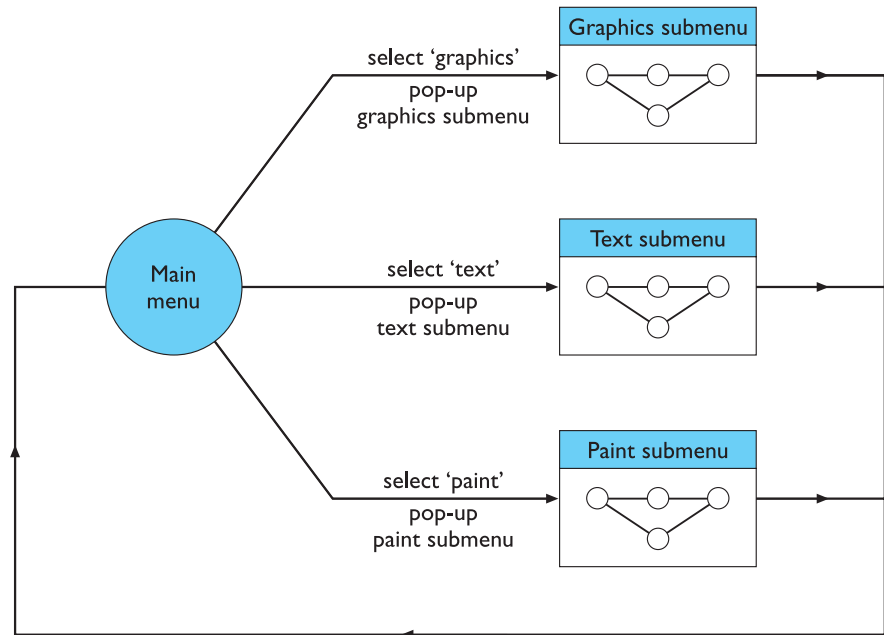 Graphics submenu
select ‘graphics’
pop-up
graphics submenu
Main
menu
Text submenu
select ‘text’
pop-up
text submenu
Paint submenu
select ‘paint’
pop-up
paint submenu